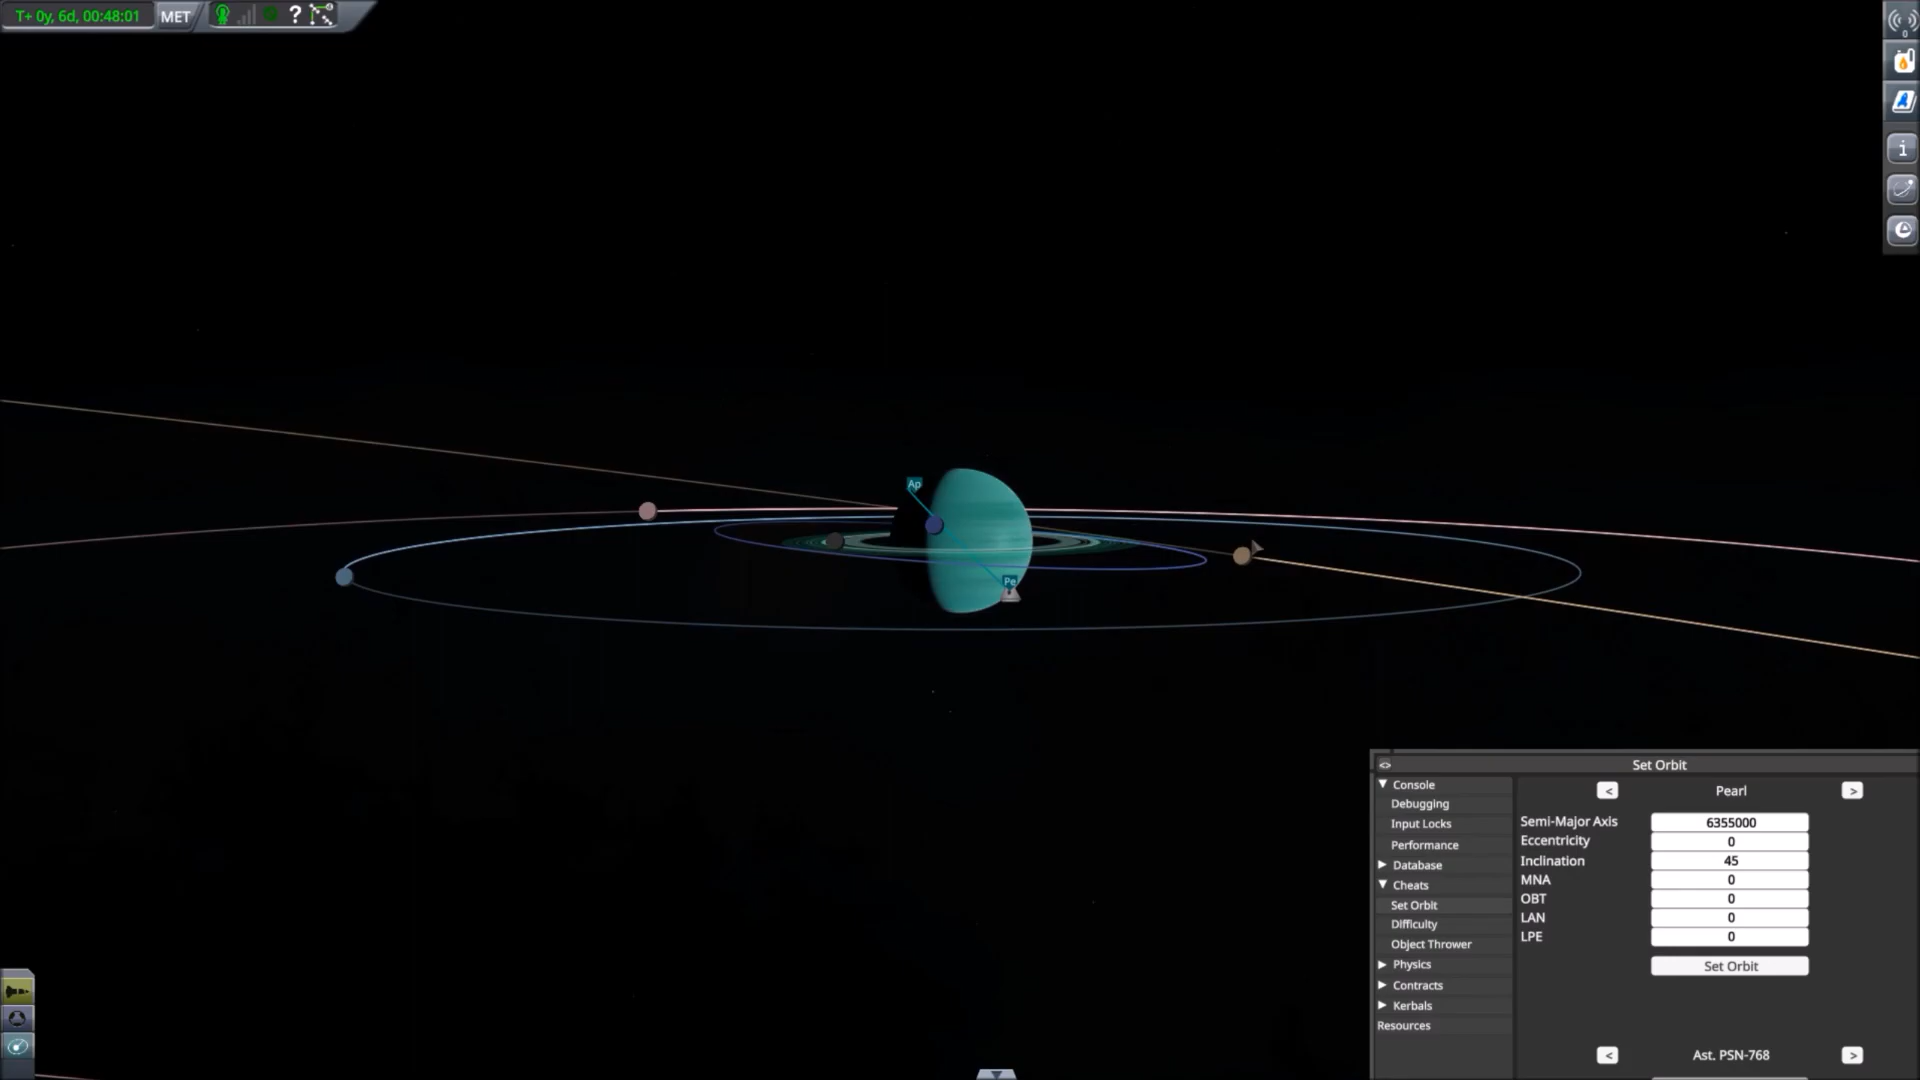 T+ 0y, 6d, 00:48:01 MET ?
0
i
Ap
Pe
<> Set Orbit
Console
Debugging
Input Locks
Performance
Database
Cheats
Set Orbit
Difficulty
Object Thrower
Physics
Contracts
Kerbals
Resources
< Pearl >
Semi-Major Axis 6355000
Eccentricity 0
Inclination 45
MNA 0
OBT 0
LAN 0
LPE 0
Set Orbit
< Ast. PSN-768 >